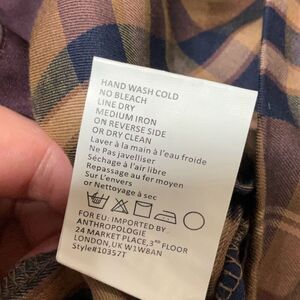 HAND WASH COLD
NO BLEACH
LINE DRY
MEDIUM IRON
ON REVERSE SIDE
OR DRY CLEAN
Laver à la main à l'eau froide
Ne Pas javelliser
Séchage à l'air libre
Repassage au fer moyen
Sur L'envers
or Nettoyage à sec
FOR EU: IMPORTED BY
ANTHROPOLOGIE
24 MARKET PLACE, 3RD FLOOR
LONDON, UK W1W8AN
Style#10357T